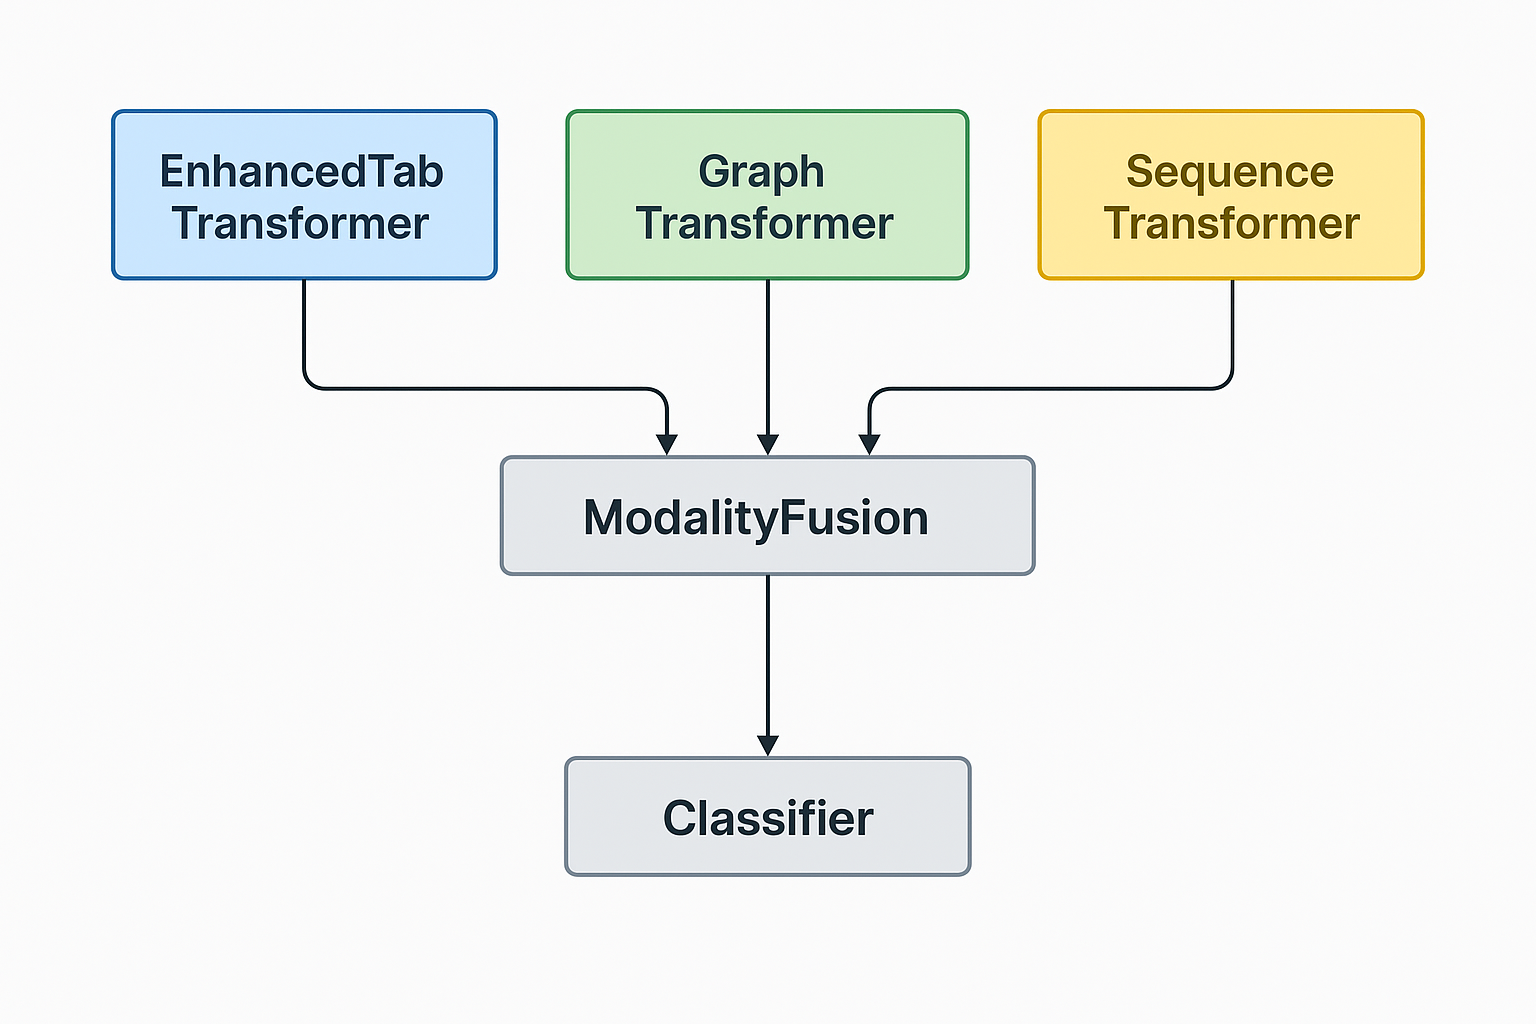 EnhancedTab
Transformer
Graph
Transformer
Sequence
Transformer
ModalityFusion
Classifier